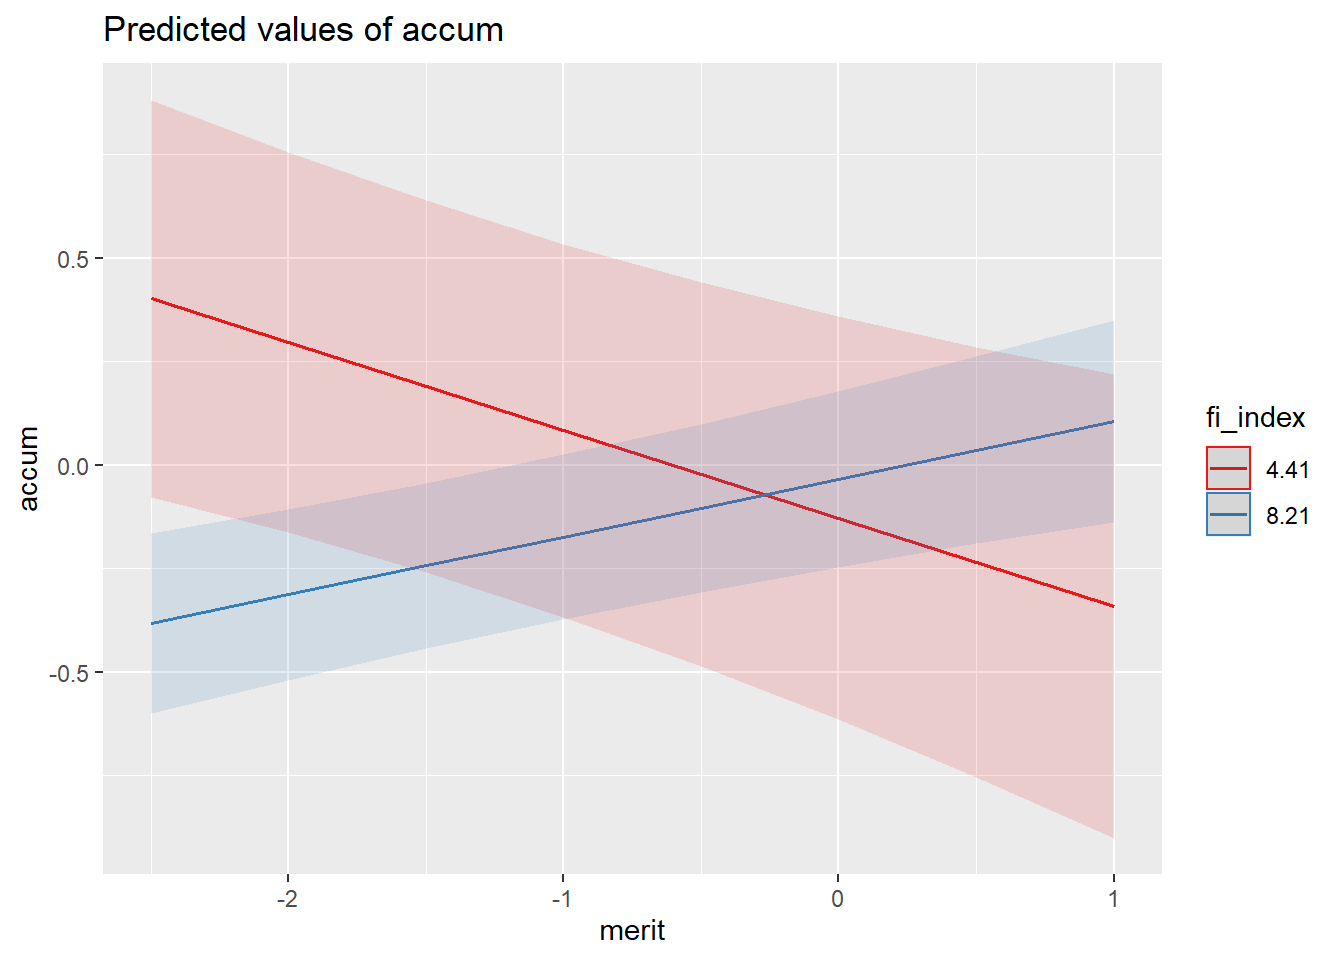 Predicted values of accum
accum
0.5
0.0
-0.5
-2
-1
0
1
merit
fi_index
4.41
8.21